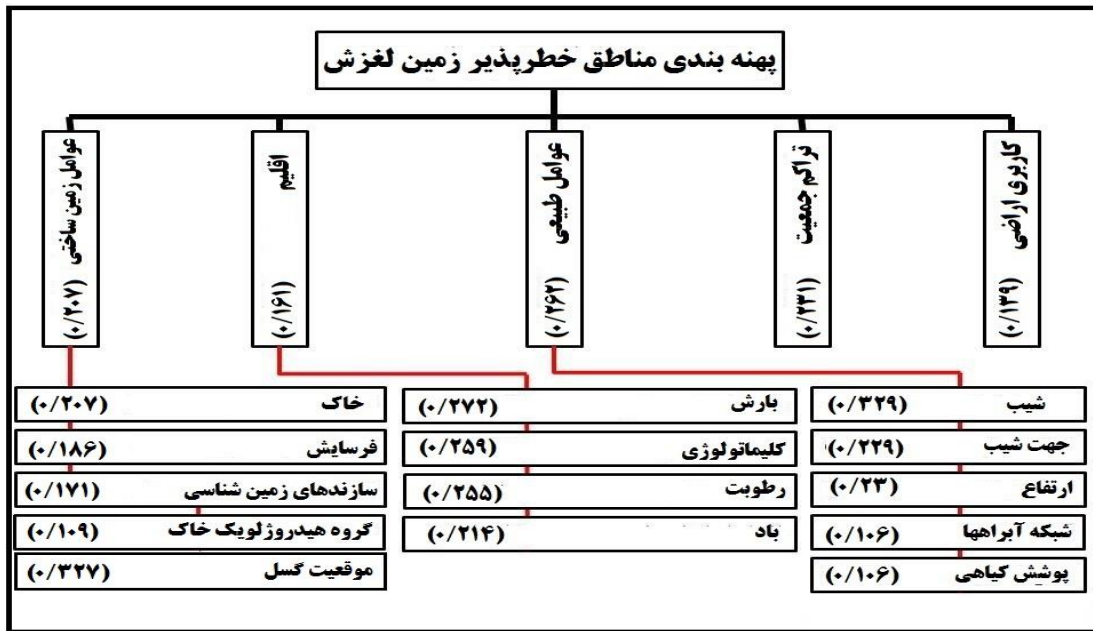 پهنه بندی مناطق خطرپذیر زمین لغزش
کاربری اراضی (۰/۱۳۹)
تراکم جمعیت (۰/۲۳۱)
عوامل طبیعی (۰/۲۶۲)
اقلیم (۰/۱۶۱)
عوامل زمین ساختی (۰/۲۰۷)
شیب (۰/۳۲۹)
جهت شیب (۰/۲۲۹)
ارتفاع (۰/۲۳)
شبکه آبراهها (۰/۱۰۶)
پوشش کیاهی (۰/۱۰۶)
بارش (۰/۲۷۲)
کلیماتولوژی (۰/۲۵۹)
رطوبت (۰/۲۵۵)
باد (۰/۲۱۴)
خاک (۰/۲۰۷)
فرسایش (۰/۱۸۶)
سازندهای زمین شناسی (۰/۱۷۱)
گروه هیدروژلویک خاک (۰/۱۰۹)
موقعیت گسل (۰/۳۲۷)